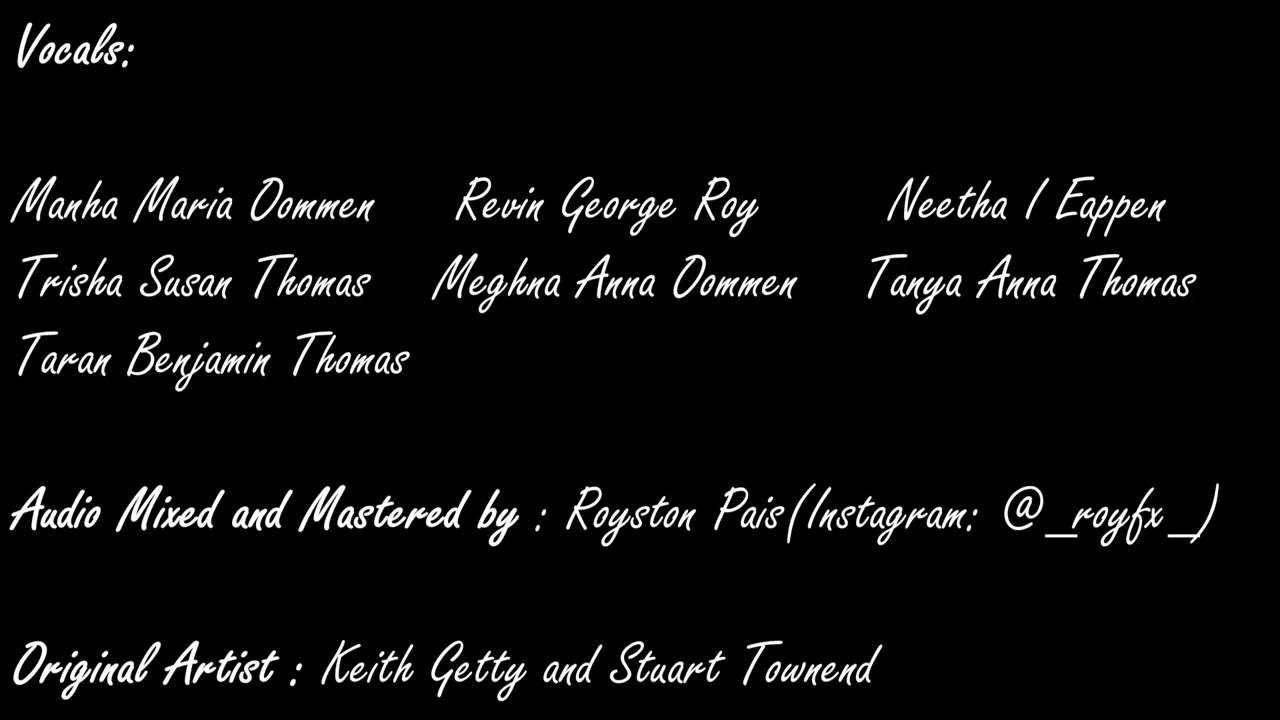 Vocals:
Manha Maria Oommen Revin George Roy Neetha I Eappen
Trisha Susan Thomas Meghna Anna Oommen Tanya Anna Thomas
Taran Benjamin Thomas
Audio Mixed and Mastered by : Royston Pais(Instagram: @_royfx_)
Original Artist : Keith Getty and Stuart Townend